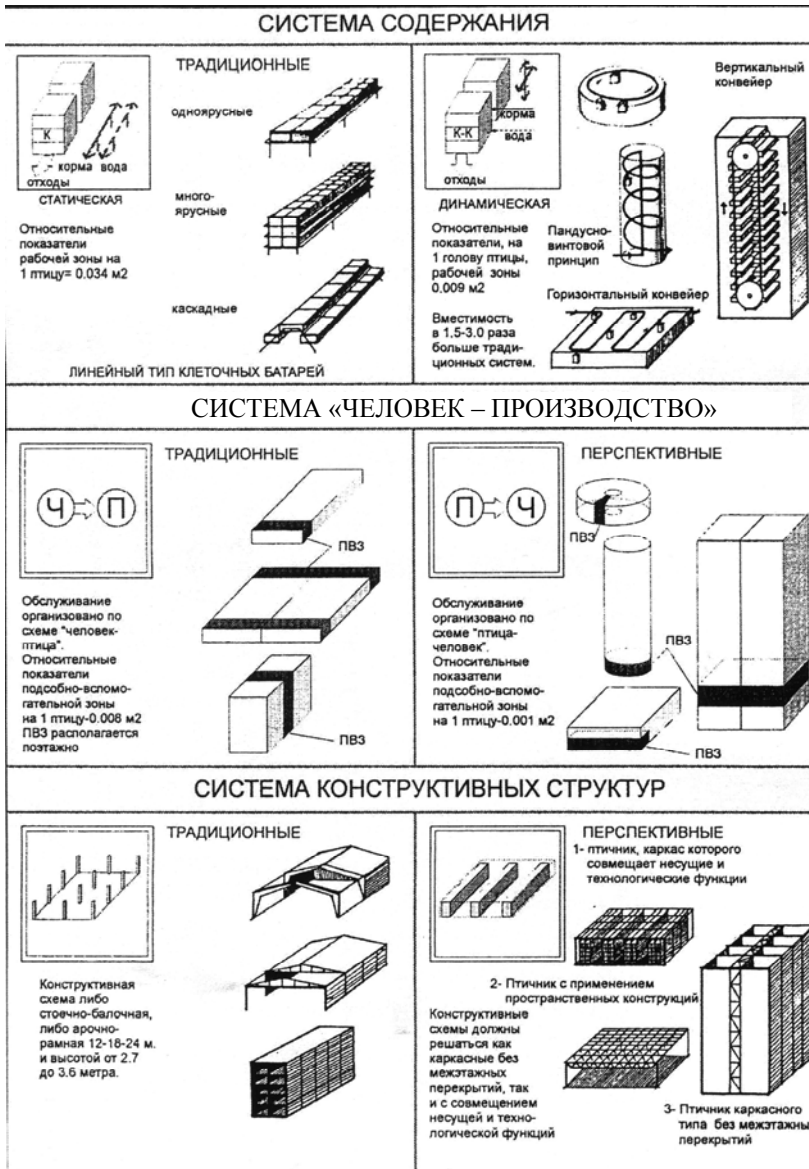 СИСТЕМА СОДЕРЖАНИЯ
ТРАДИЦИОННЫЕ
К
корма вода
отходы
СТАТИЧЕСКАЯ
Относительные
показатели
рабочей зоны на
1 птицу= 0.034 м2
одноярусные
много-
ярусные
каскадные
ЛИНЕЙНЫЙ ТИП КЛЕТОЧНЫХ БАТАРЕЙ
К-К
корма
вода
отходы
ДИНАМИЧЕСКАЯ
Относительные
показатели, на
1 голову птицы,
рабочей зоны
0.009 м2
Вместимость
в 1.5-3.0 раза
больше тради-
ционных систем.
Пандусно-
винтовой
принцип
Горизонтальный конвейер
Вертикальный
конвейер
СИСТЕМА «ЧЕЛОВЕК – ПРОИЗВОДСТВО»
ТРАДИЦИОННЫЕ
Ч П
ПВЗ
ПВЗ
Обслуживание
организовано по
схеме "человек-
птица".
Относительные
показатели
подсобно-вспомо-
гательной зоны
на 1 птицу-0.008 м2
ПВЗ располагается
поэтажно
ПЕРСПЕКТИВНЫЕ
П Ч
ПВЗ
ПВЗ
ПВЗ
Обслуживание
организовано по
схеме "птица-
человек".
Относительные
показатели
подсобно-вспомо-
гательной зоны
на 1 птицу-0.001 м2
СИСТЕМА КОНСТРУКТИВНЫХ СТРУКТУР
ТРАДИЦИОННЫЕ
Конструктивная
схема либо
стоечно-балочная,
либо арочно-
рамная 12-18-24 м.
и высотой от 2.7
до 3.6 метра.
ПЕРСПЕКТИВНЫЕ
1- птичник, каркас которого
совмещает несущие и
технологические функции
2- Птичник с применением
пространственных конструкций
Конструктивные
схемы должны
решаться как
каркасные без
межэтажных
перекрытий, так
и с совмещением
несущей и техно-
логической функций
3- Птичник каркасного
типа без межэтажны
перекрытий